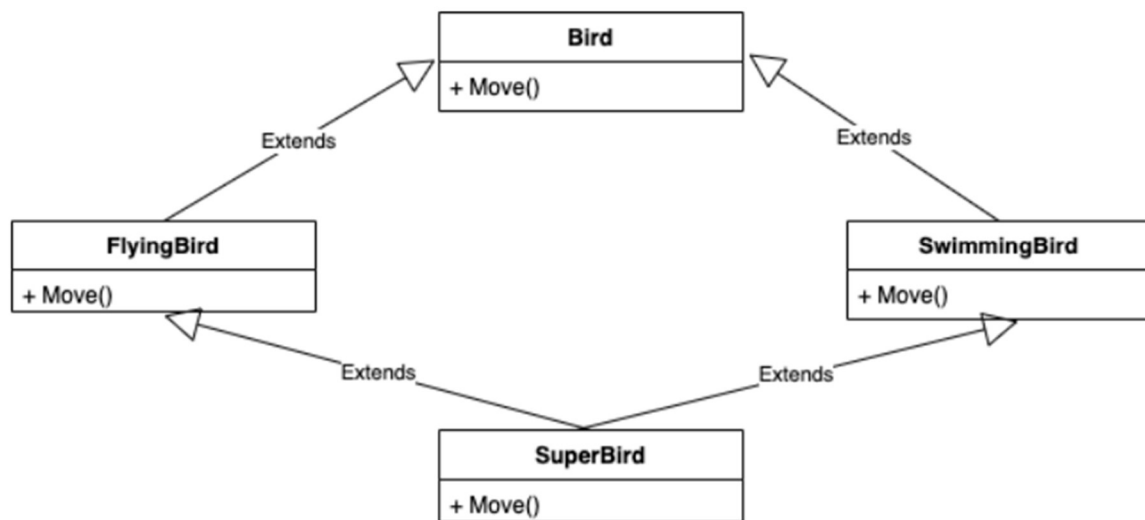 Bird
+ Move()
Extends
Extends
FlyingBird
+ Move()
SwimmingBird
+ Move()
Extends
Extends
SuperBird
+ Move()